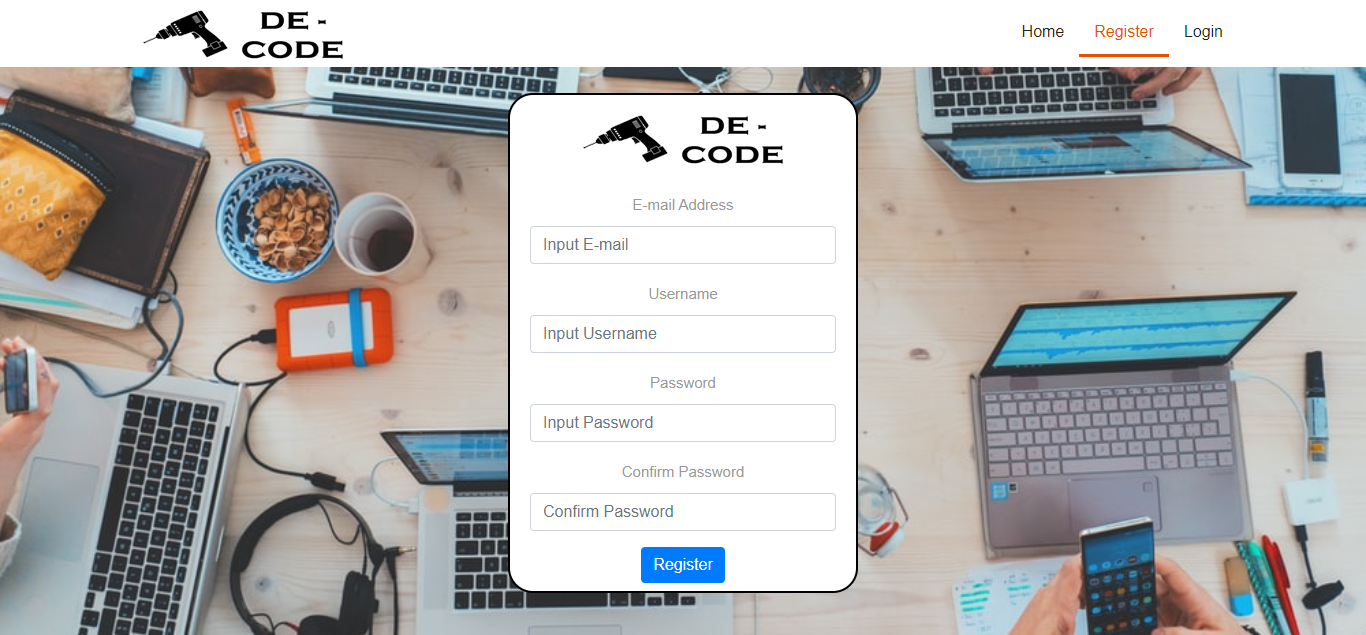 DE -
CODE
Home Register Login
DE -
CODE
E-mail Address
Input E-mail
Username
Input Username
Password
Input Password
Confirm Password
Confirm Password
Register